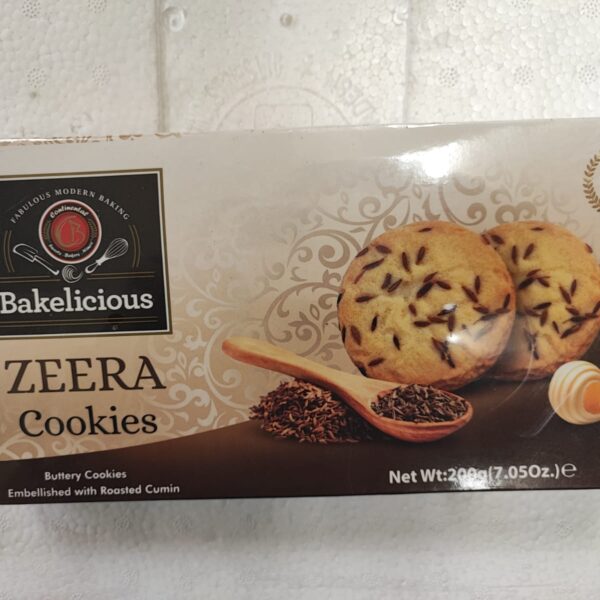 FABULOUS MODERN BAKING
Continental
Bakelicious
ZEERA
Cookies
Buttery Cookies
Embellished with Roasted Cumin
Net Wt:200g(7.05Oz.)℮